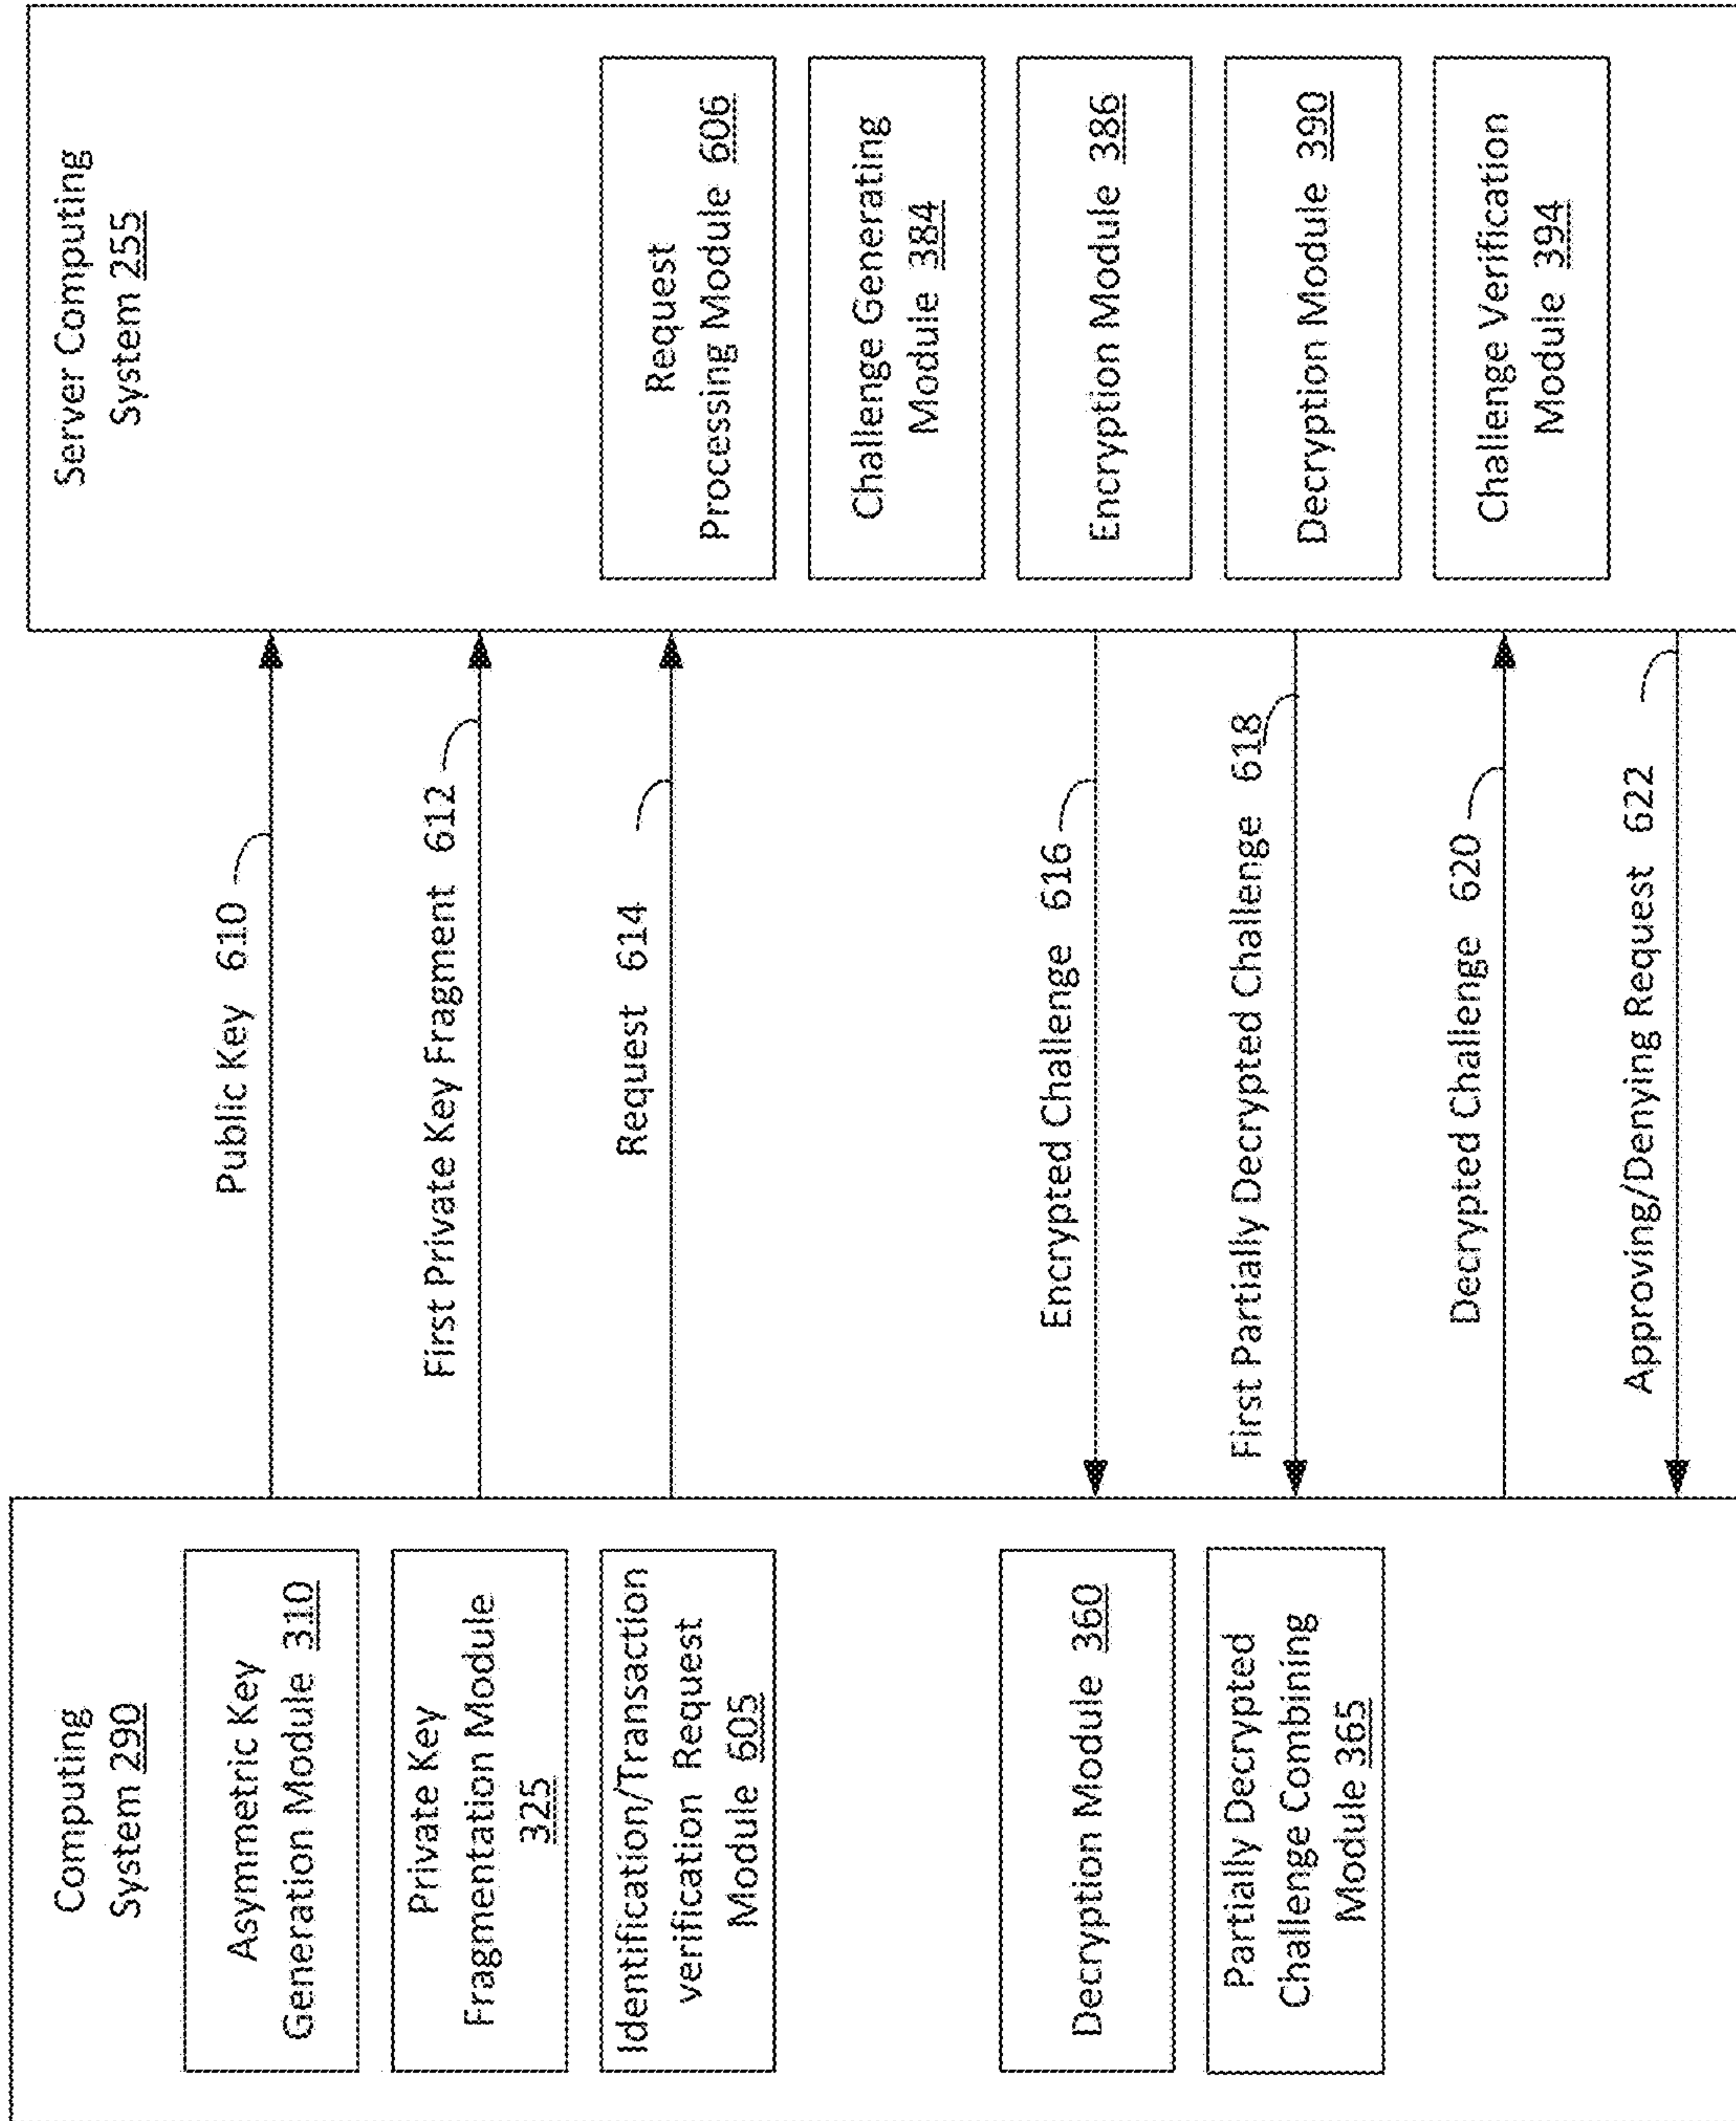 Computing
System 290
Asymmetric Key
Generation Module 310
Private Key
Fragmentation Module
325
Identification/Transaction
verification Request
Module 605
Decryption Module 360
Partially Decrypted
Challenge Combining
Module 365
Public Key 610
First Private Key Fragment 612
Request 614
Encrypted Challenge 616
First Partially Decrypted Challenge 618
Decrypted Challenge 620
Approving/Denying Request 622
Server Computing
System 255
Request
Processing Module 606
Challenge Generating
Module 384
Encryption Module 386
Decryption Module 390
Challenge Verification
Module 394